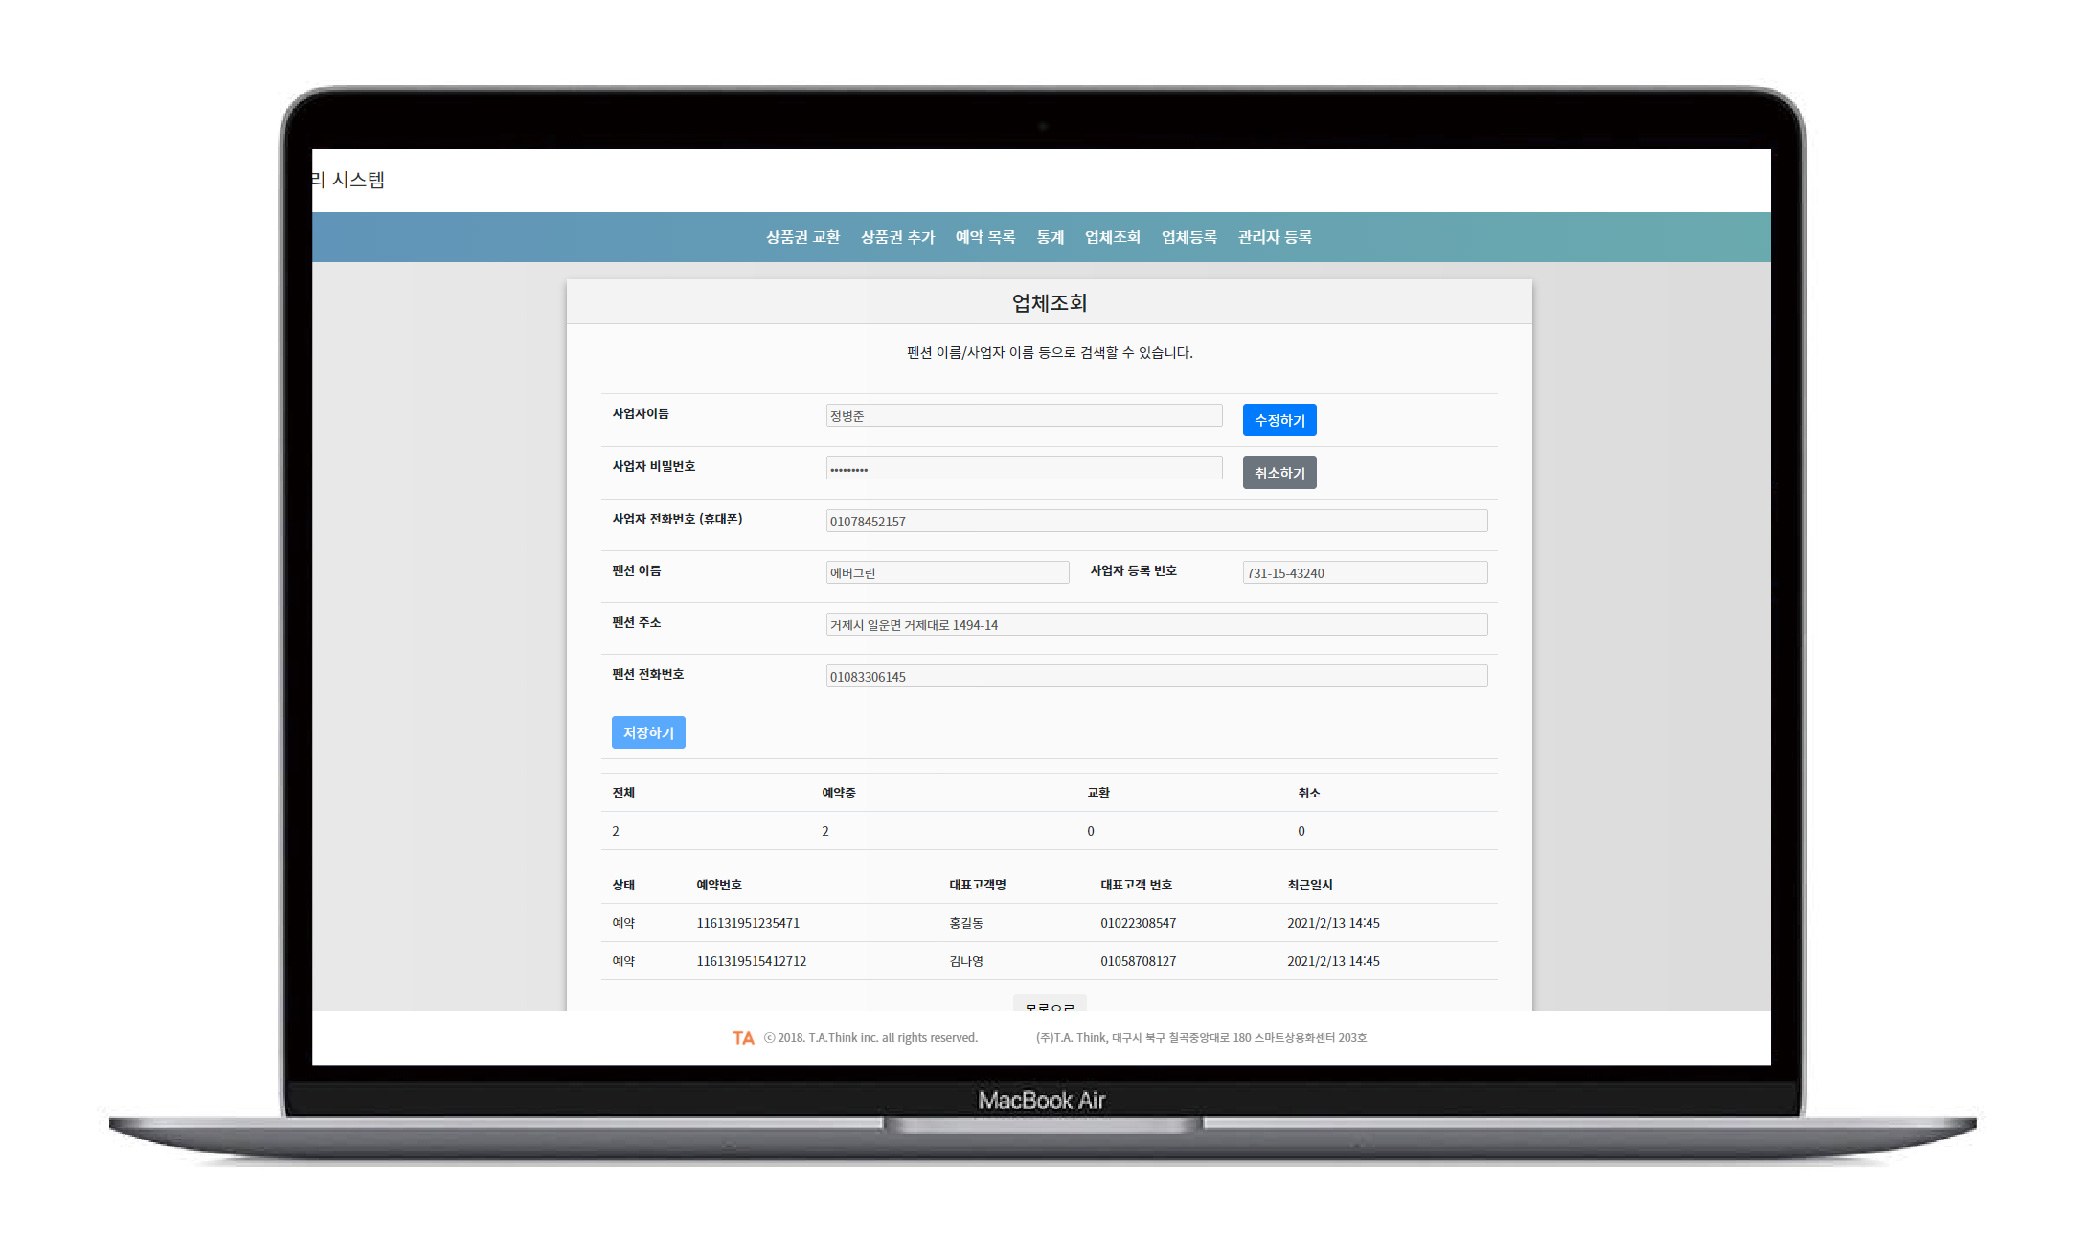 리 시스템
상품권 교환 상품권 추가 예약 목록 통계 업체조회 업체등록 관리자 등록
업체조회
펜션 이름/사업자 이름 등으로 검색할 수 있습니다.
사업자이름 정병준 수정하기
사업자 비밀번호 ••••••••• 취소하기
사업자 전화번호 (휴대폰) 01078452157
펜션 이름 에버그린 사업자 등록 번호 731-15-43240
펜션 주소 거제시 일운면 거제대로 1494-14
펜션 전화번호 01083306145
저장하기
전체 예약중 교환 취소
2 2 0 0
상태 예약번호 대표고객명 대표고객 번호 최근일시
예약 116131951235471 홍길동 01022308547 2021/2/13 14:45
예약 1161319515412712 김나영 01058708127 2021/2/13 14:45
목록으로
TA ⓒ 2018. T.A.Think inc. all rights reserved. (주)T.A. Think, 대구시 북구 칠곡중앙대로 180 스마트상용화센터 203호
MacBook Air